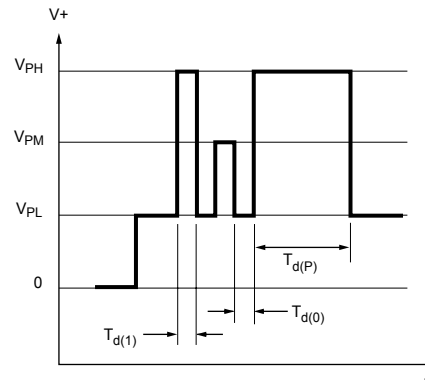 V+
VPH
VPM
VPL
0
Td(P)
Td(0)
Td(1)